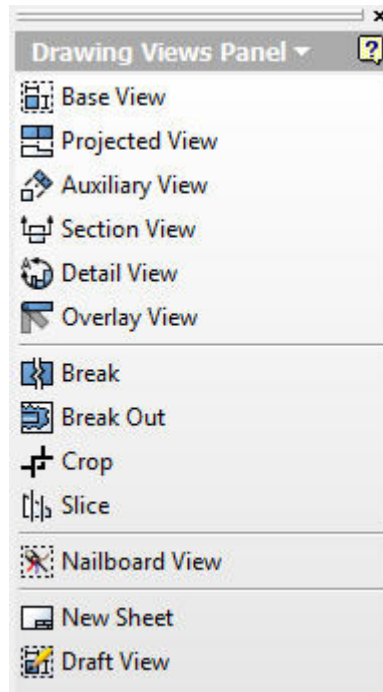 Drawing Views Panel
Base View
Projected View
Auxiliary View
Section View
Detail View
Overlay View
Break
Break Out
Crop
Slice
Nailboard View
New Sheet
Draft View